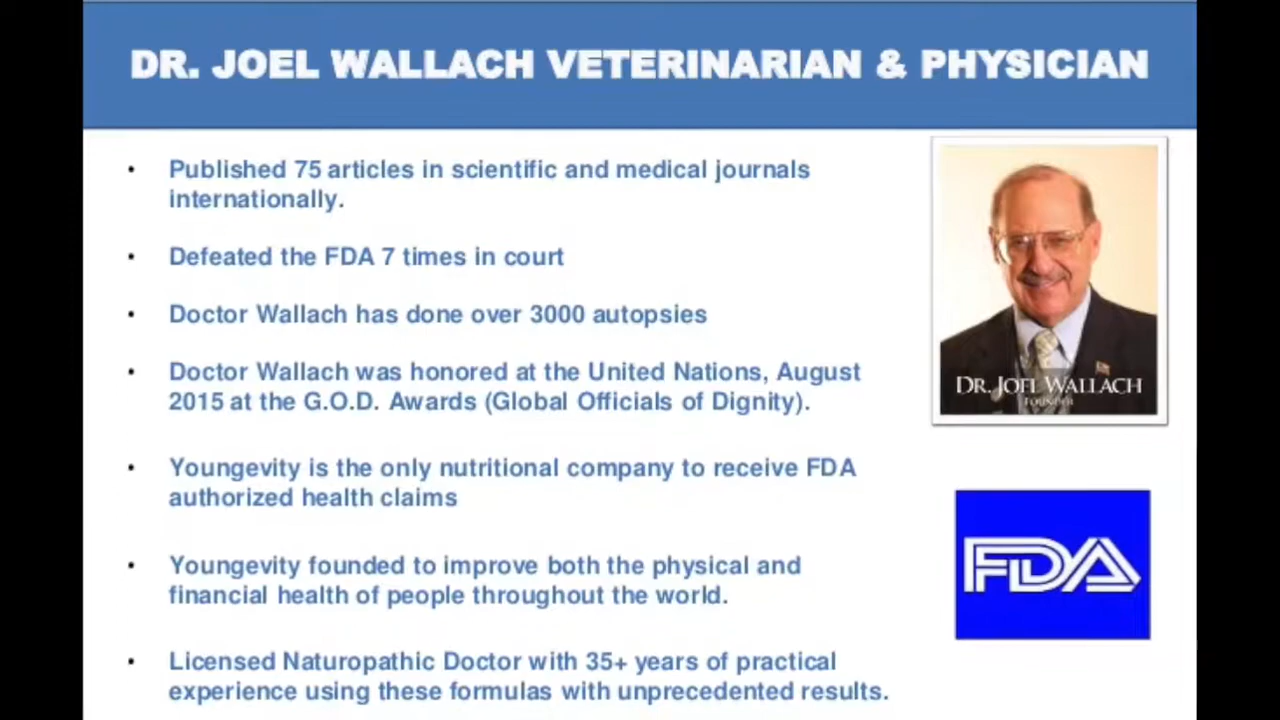 DR. JOEL WALLACH VETERINARIAN & PHYSICIAN
• Published 75 articles in scientific and medical journals
internationally.
• Defeated the FDA 7 times in court
• Doctor Wallach has done over 3000 autopsies
• Doctor Wallach was honored at the United Nations, August
2015 at the G.O.D. Awards (Global Officials of Dignity).
DR. JOEL WALLACH
FOUNDER
• Youngevity is the only nutritional company to receive FDA
authorized health claims
FDA
• Youngevity founded to improve both the physical and
financial health of people throughout the world.
• Licensed Naturopathic Doctor with 35+ years of practical
experience using these formulas with unprecedented results.